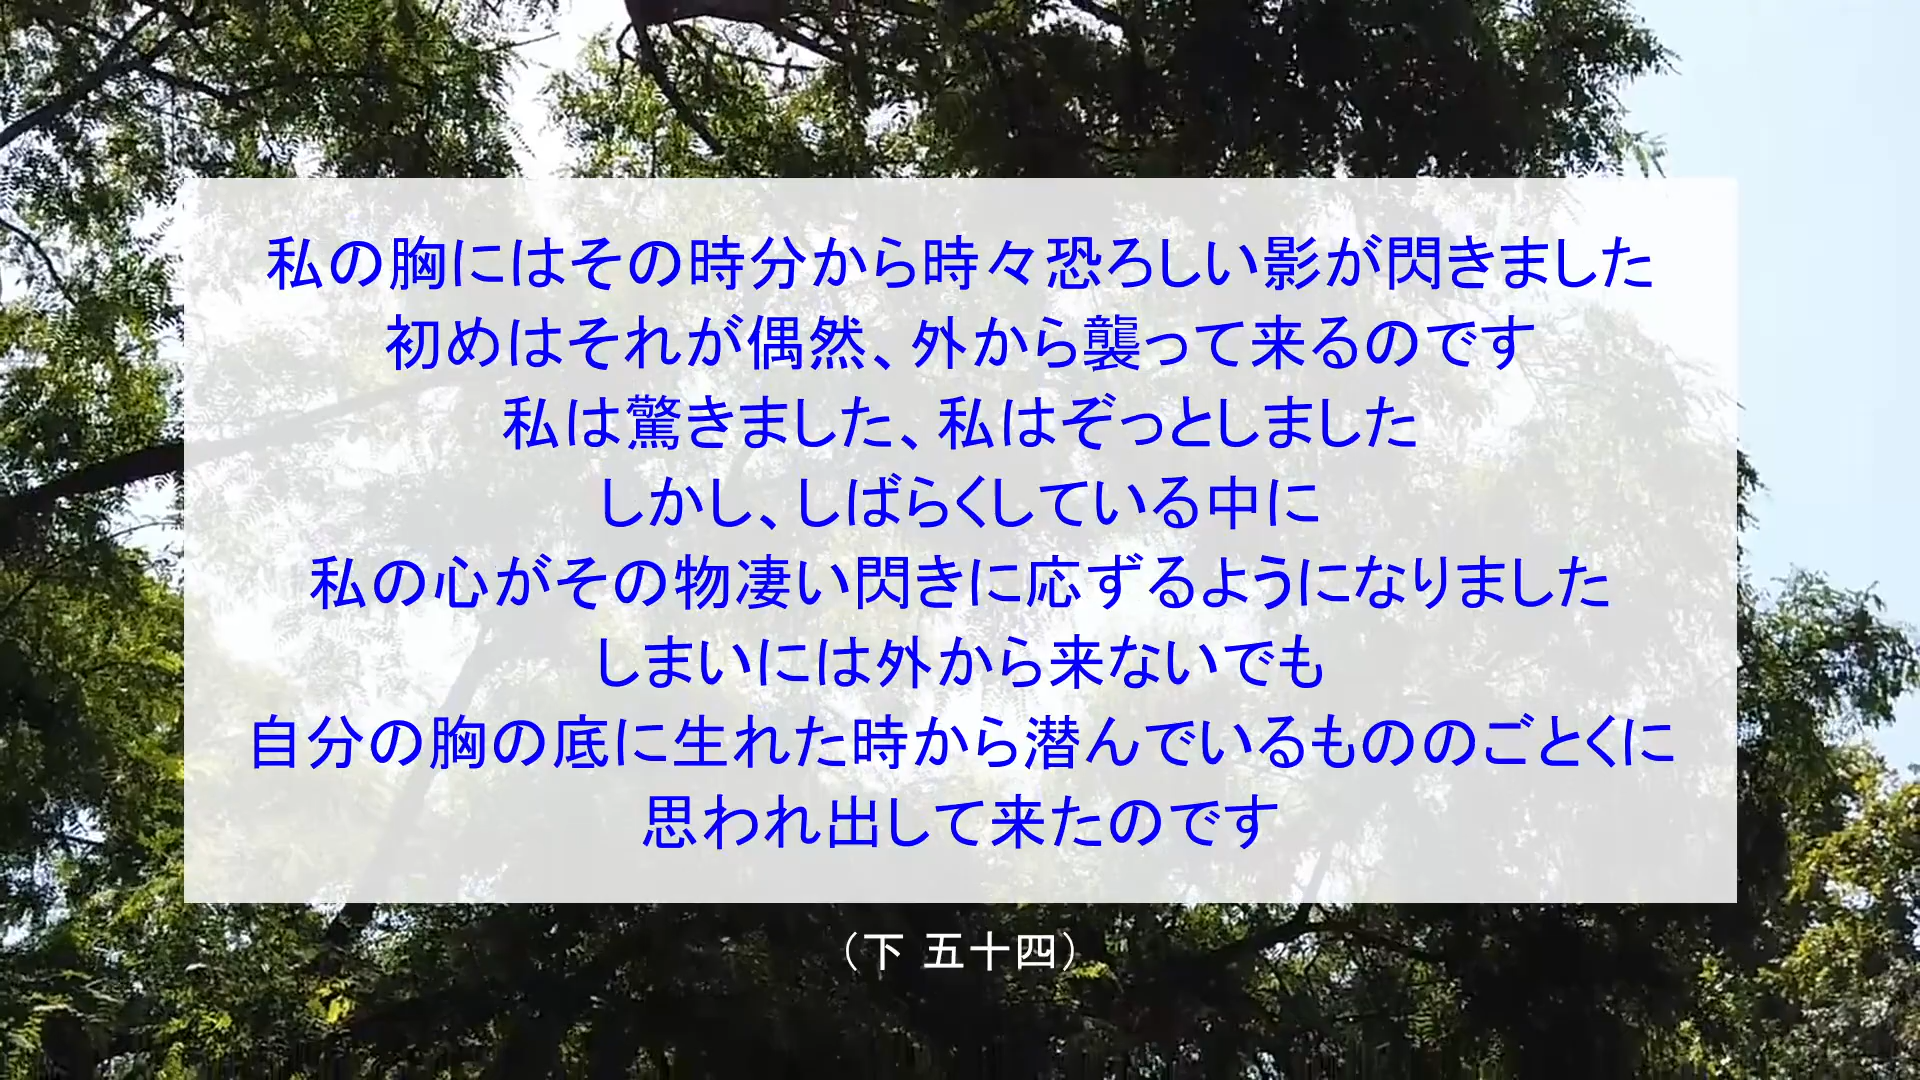 私の胸にはその時分から時々恐ろしい影が閃きました
初めはそれが偶然、外から襲って来るのです
私は驚きました、私はぞっとしました
しかし、しばらくしている中に
私の心がその物凄い閃きに応ずるようになりました
しまいには外から来ないでも
自分の胸の底に生れた時から潜んでいるもののごとくに
思われ出して来たのです
（下 五十四）